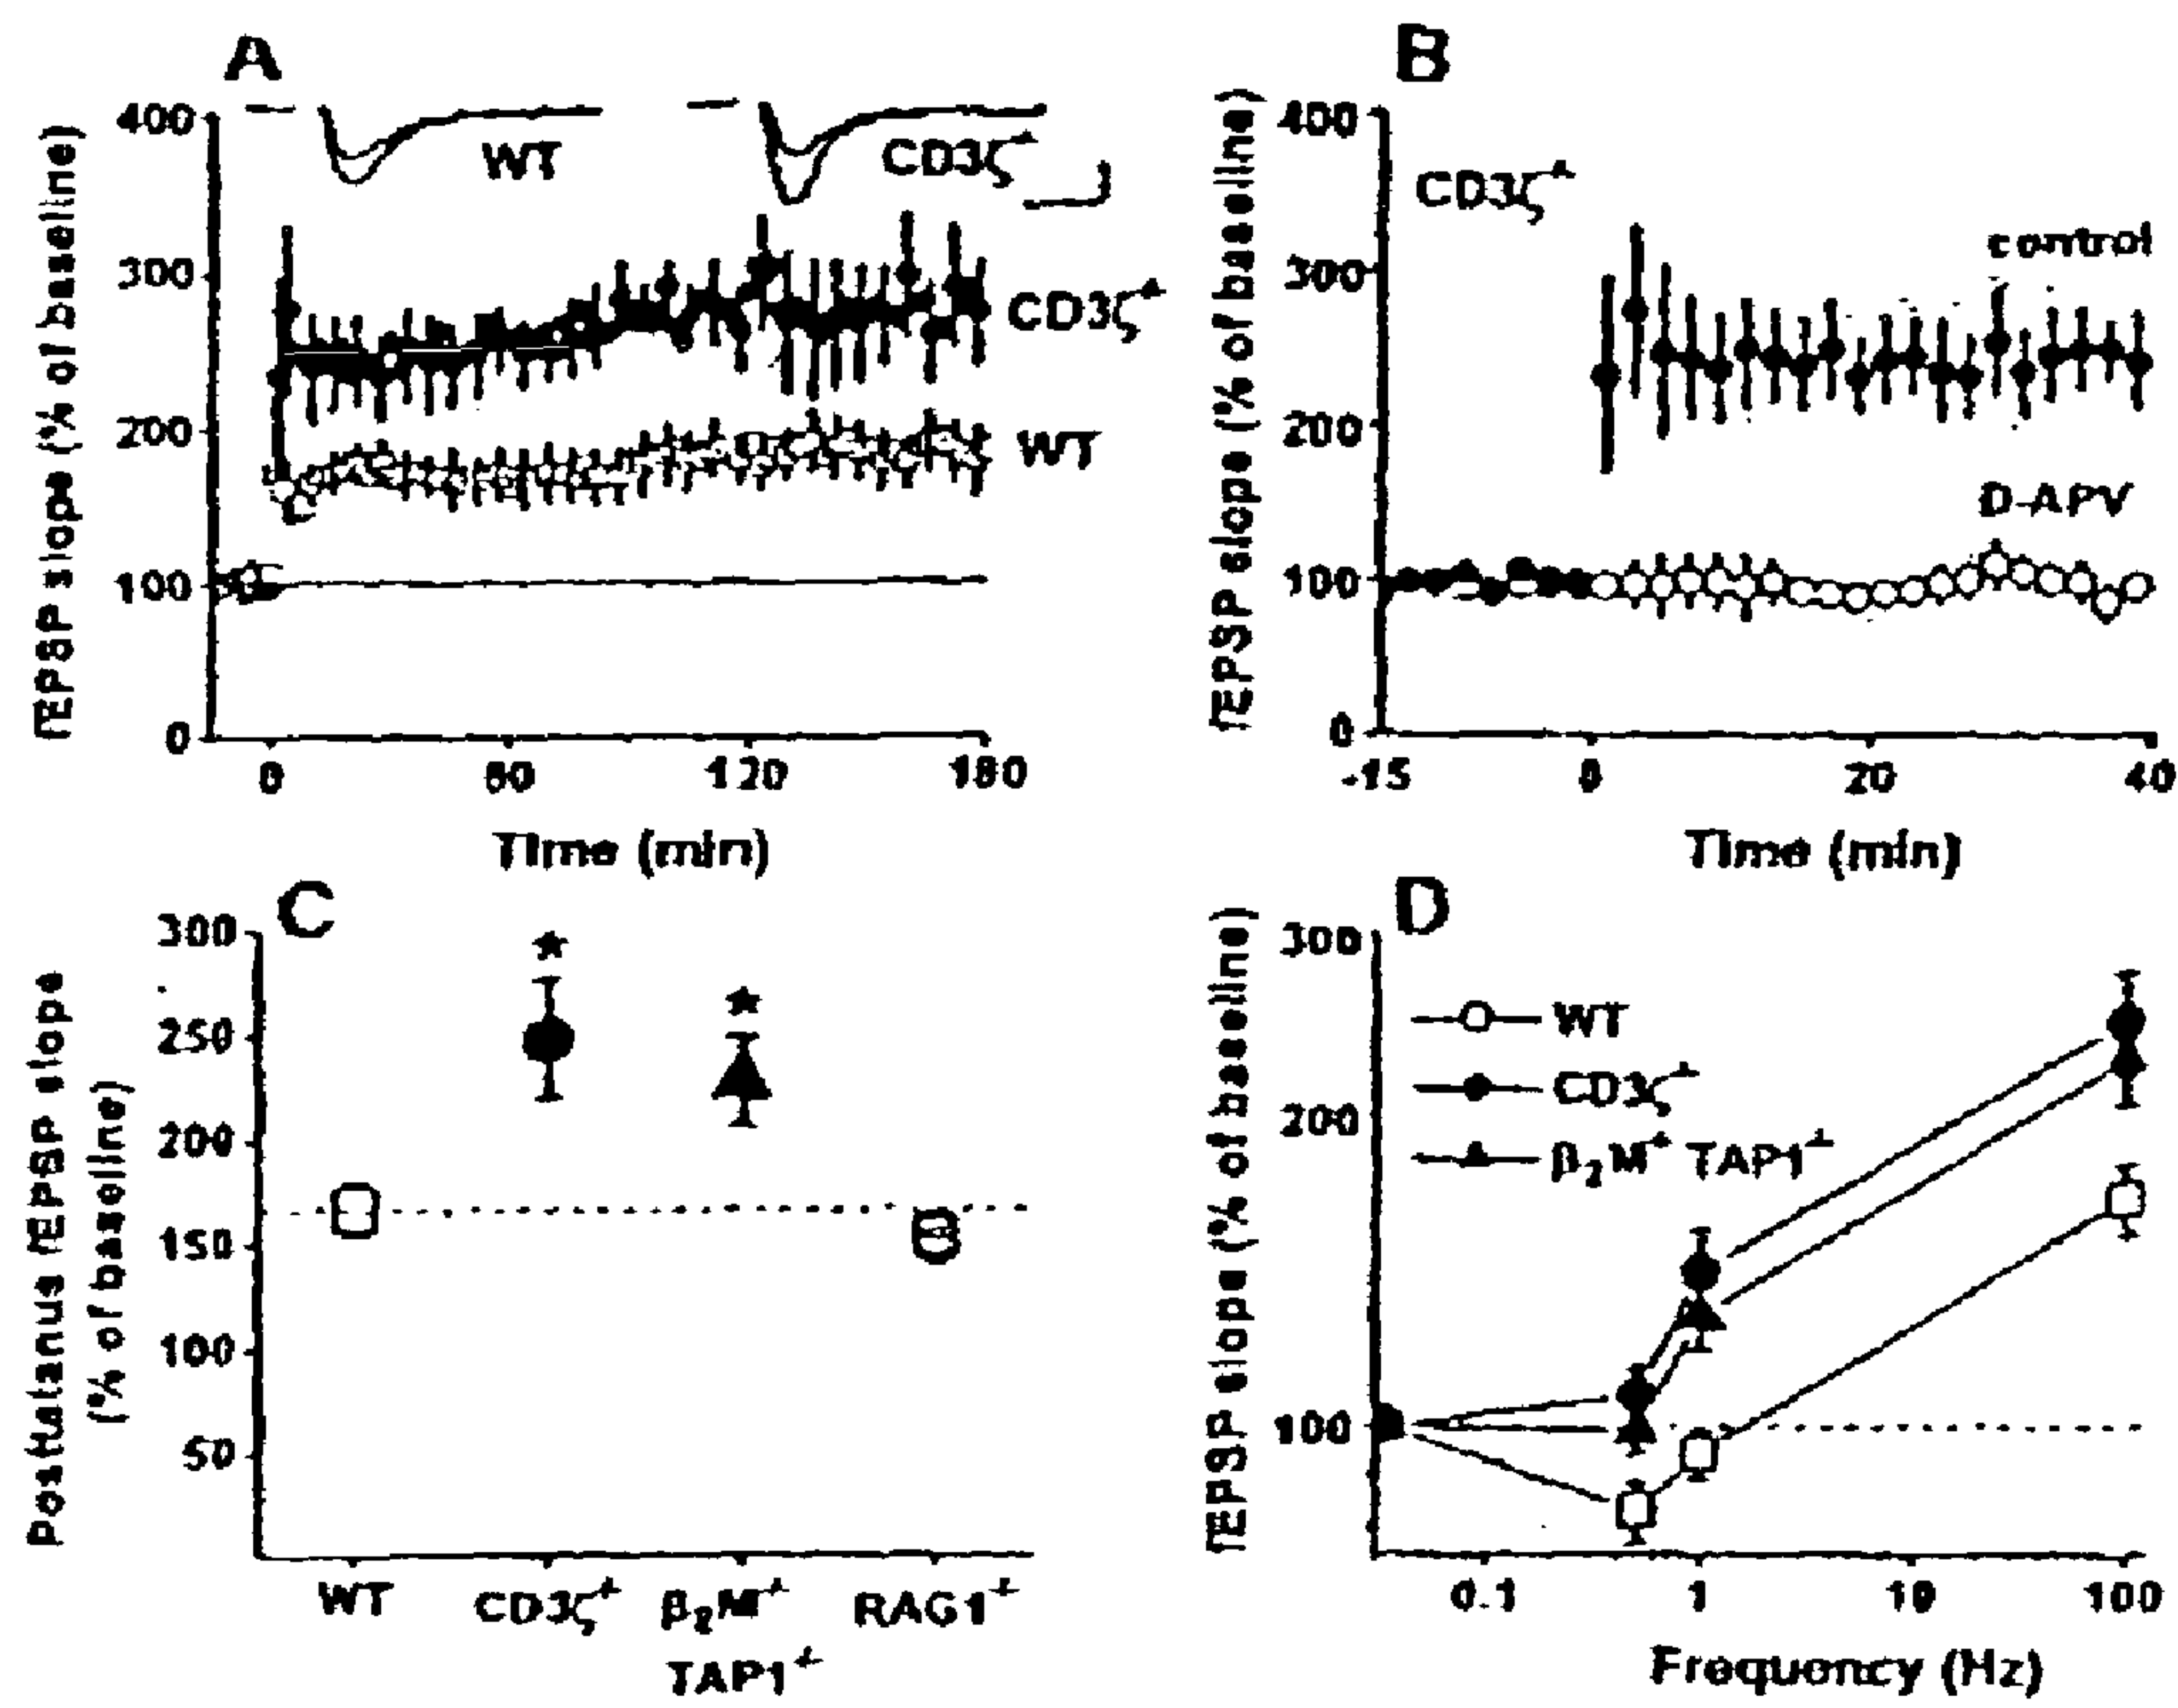 A
fEPSP slope (% of baseline)
400
300
200
100
0
WT
CD3ζ-/-
CD3ζ-/-
WT
0
60
120
180
Time (min)
B
fEPSP slope (% of baseline)
400
300
200
100
0
CD3ζ-/-
control
D-APV
-15
0
20
40
Time (min)
C
Posttetanus fEPSP slope
(% of baseline)
300
250
200
150
100
50
*
*
WT
CD3ζ-/-
β2M-/-
TAP1-/-
RAG1-/-
D
fEPSP slope (% of baseline)
300
200
100
WT
CD3ζ-/-
β2M-/- TAP1-/-
0.1
1
10
100
Frequency (Hz)